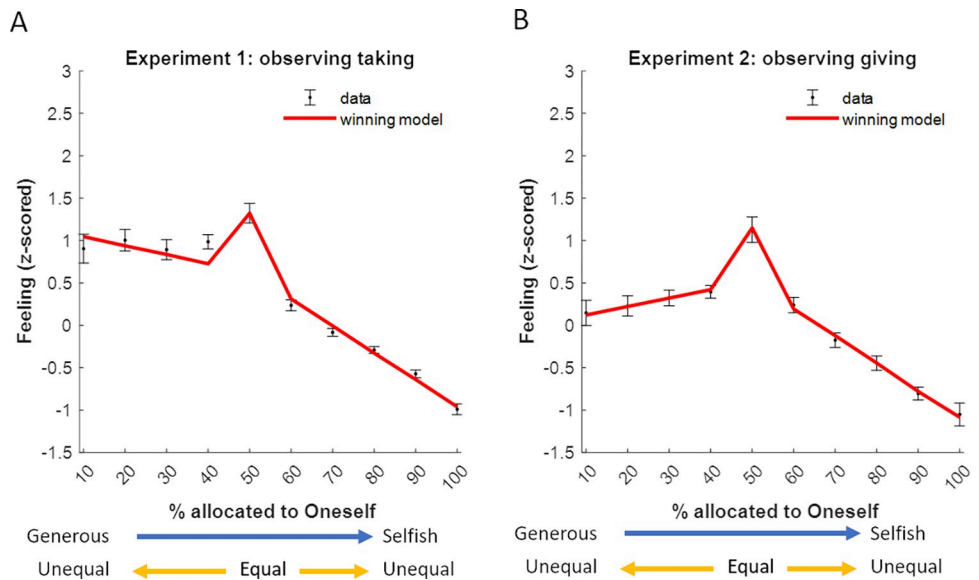 A
Experiment 1: observing taking
data
winning model
Feeling (z-scored)
3
2.5
2
1.5
1
0.5
0
-0.5
-1
-1.5
10 20 30 40 50 60 70 80 90 100
% allocated to Oneself
Generous Selfish
Unequal Equal Unequal
B
Experiment 2: observing giving
data
winning model
Feeling (z-scored)
3
2.5
2
1.5
1
0.5
0
-0.5
-1
-1.5
10 20 30 40 50 60 70 80 90 100
% allocated to Oneself
Generous Selfish
Unequal Equal Unequal